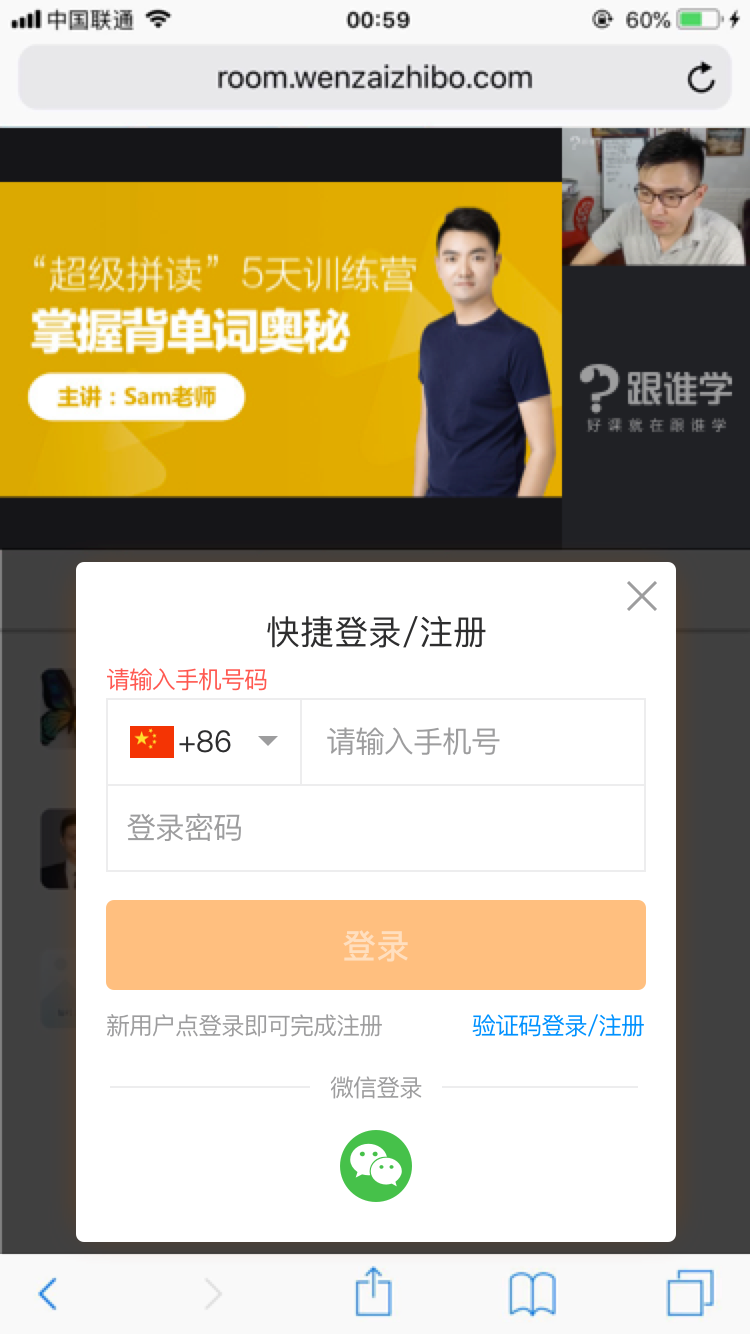 中国联通
00:59
60%
room.wenzaizhibo.com
“超级拼读”5天训练营
掌握背单词奥秘
主讲：Sam老师
跟谁学
好课就在跟谁学
快捷登录/注册
请输入手机号码
+86
请输入手机号
登录密码
登录
新用户点登录即可完成注册
验证码登录/注册
微信登录